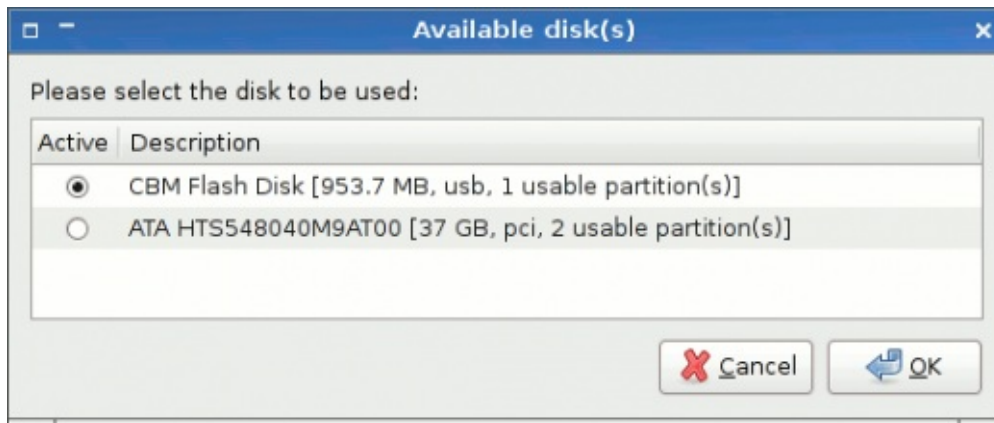 Available disk(s)
Please select the disk to be used:
Active Description
CBM Flash Disk [953.7 MB, usb, 1 usable partition(s)]
ATA HTS548040M9AT00 [37 GB, pci, 2 usable partition(s)]
Cancel OK